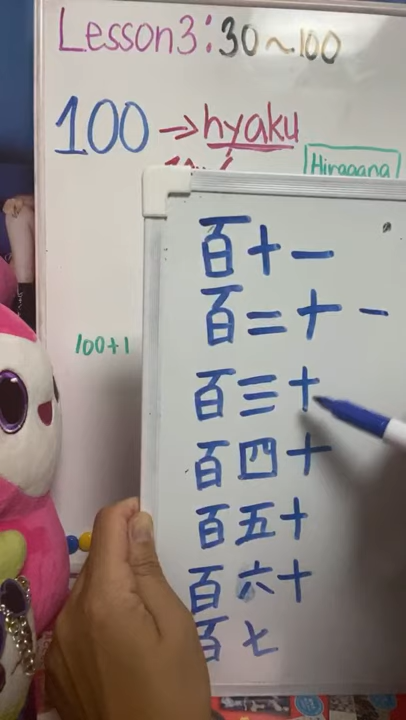 Lesson3:30~100
100→hyaku
Hiragana
100+1
百十一
百二十一
百三十
百四十
百五十
百六十
百七